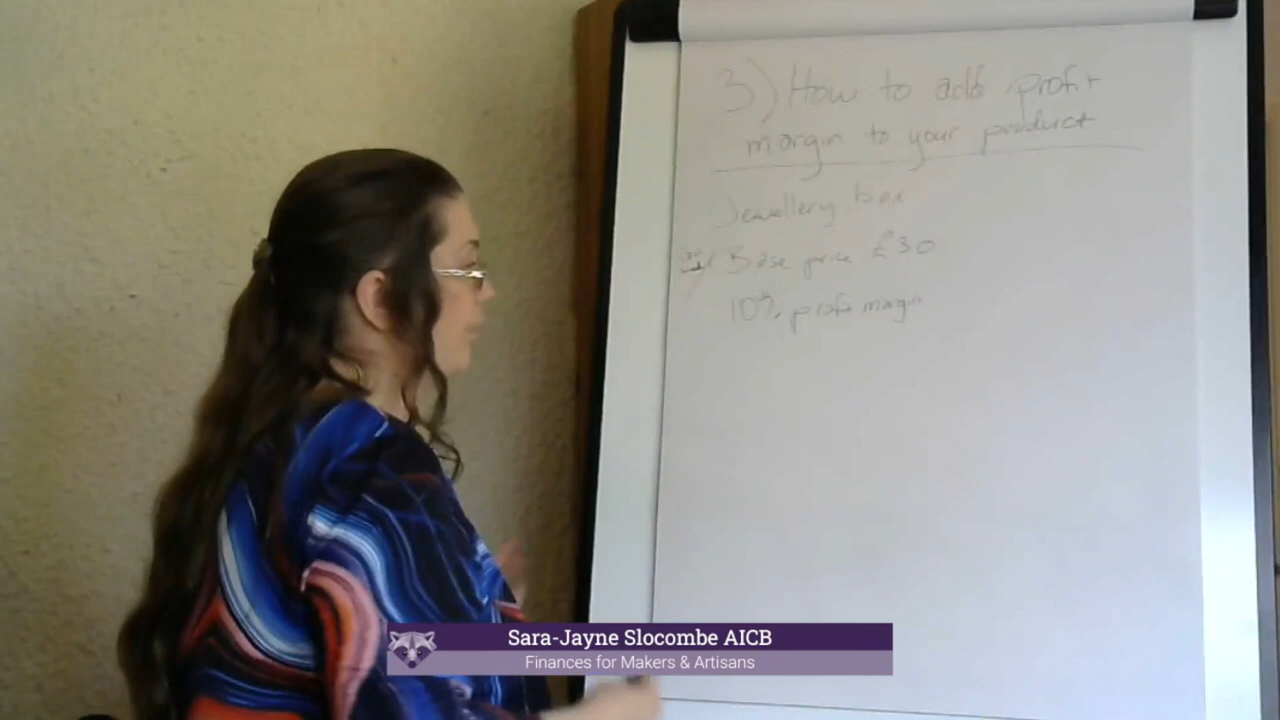 3) How to add profit
margin to your product
Jewellery box
Base price £30
10% profit margin
Sara-Jayne Slocombe AICB
Finances for Makers & Artisans